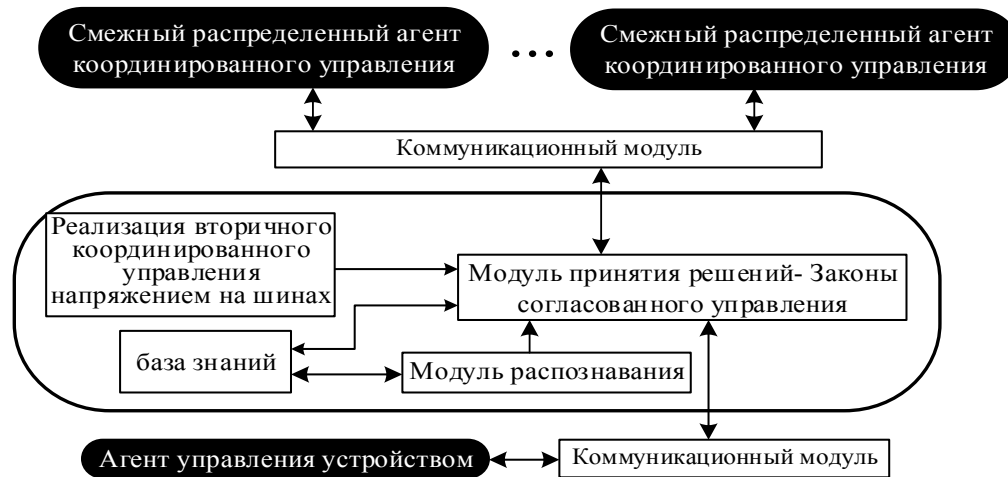 Смежный распределенный агент
координированного управления
...
Смежный распределенный агент
координированного управления
Коммуникационный модуль
Реализация вторичного
координированного
управления
напряжением на шинах
Модуль принятия решений- Законы
согласованного управления
база знаний
Модуль распознавания
Агент управления устройством
Коммуникационный модуль